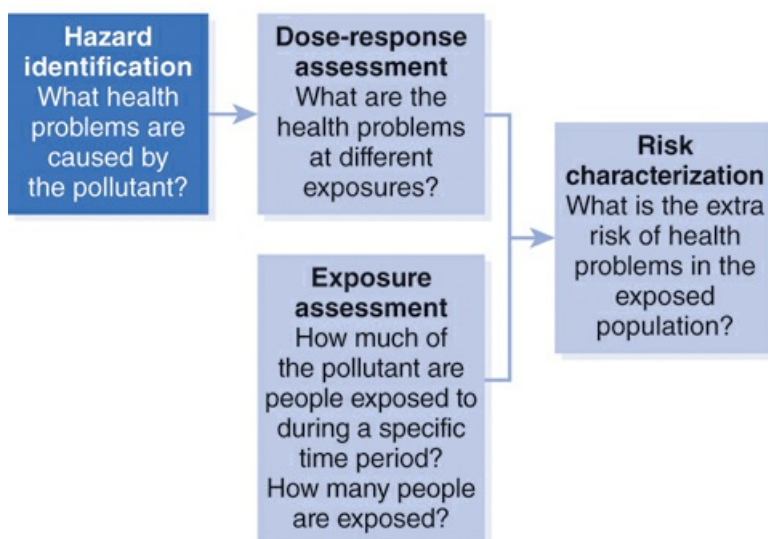 Hazard
identification
What health
problems are
caused by
the pollutant?
Dose-response
assessment
What are the
health problems
at different
exposures?
Exposure
assessment
How much of
the pollutant are
people exposed to
during a specific
time period?
How many people
are exposed?
Risk
characterization
What is the extra
risk of health
problems in the
exposed
population?